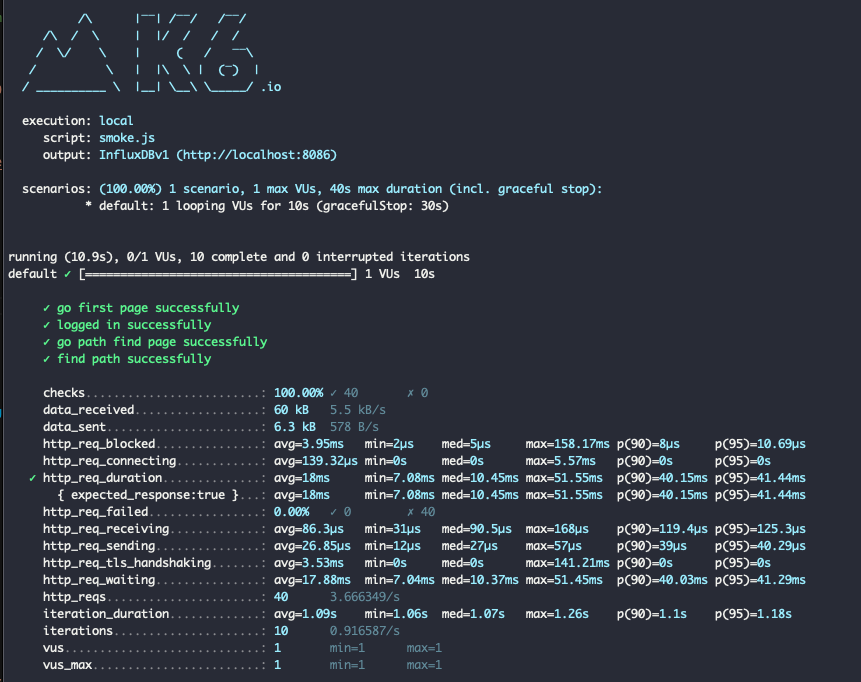 /\      |‾‾| /‾‾/   /‾‾/
     /\  /  \     |  |/  /   /  /
    /  \/    \    |     (   /   ‾‾\
   /          \   |  |\  \ |  (‾)  |
  / __________ \  |__| \__\ \_____/ .io
execution: local
script: smoke.js
output: InfluxDBv1 (http://localhost:8086)
scenarios: (100.00%) 1 scenario, 1 max VUs, 40s max duration (incl. graceful stop):
* default: 1 looping VUs for 10s (gracefulStop: 30s)
running (10.9s), 0/1 VUs, 10 complete and 0 interrupted iterations
default ✓ [======================================] 1 VUs  10s
✓ go first page successfully
✓ logged in successfully
✓ go path find page successfully
✓ find path successfully
checks.........................: 100.00% ✓ 40       ✗ 0
data_received..................: 60 kB   5.5 kB/s
data_sent......................: 6.3 kB  578 B/s
http_req_blocked...............: avg=3.95ms   min=2µs    med=5µs     max=158.17ms p(90)=8µs     p(95)=10.69µs
http_req_connecting............: avg=139.32µs min=0s     med=0s      max=5.57ms   p(90)=0s      p(95)=0s
✓ http_req_duration..............: avg=18ms     min=7.08ms med=10.45ms max=51.55ms  p(90)=40.15ms p(95)=41.44ms
{ expected_response:true }...: avg=18ms     min=7.08ms med=10.45ms max=51.55ms  p(90)=40.15ms p(95)=41.44ms
http_req_failed................: 0.00%   ✓ 0        ✗ 40
http_req_receiving.............: avg=86.3µs   min=31µs   med=90.5µs  max=168µs    p(90)=119.4µs p(95)=125.3µs
http_req_sending...............: avg=26.85µs  min=12µs   med=27µs    max=57µs     p(90)=39µs    p(95)=40.29µs
http_req_tls_handshaking.......: avg=3.53ms   min=0s     med=0s      max=141.21ms p(90)=0s      p(95)=0s
http_req_waiting...............: avg=17.88ms  min=7.04ms med=10.37ms max=51.45ms  p(90)=40.03ms p(95)=41.29ms
http_reqs......................: 40      3.666349/s
iteration_duration.............: avg=1.09s    min=1.06s  med=1.07s   max=1.26s    p(90)=1.1s    p(95)=1.18s
iterations.....................: 10      0.916587/s
vus............................: 1       min=1      max=1
vus_max........................: 1       min=1      max=1